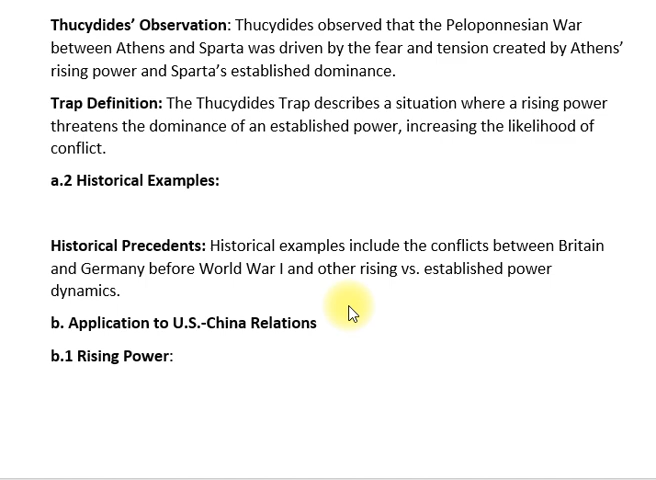 Thucydides’ Observation: Thucydides observed that the Peloponnesian War
between Athens and Sparta was driven by the fear and tension created by Athens’
rising power and Sparta’s established dominance.
Trap Definition: The Thucydides Trap describes a situation where a rising power
threatens the dominance of an established power, increasing the likelihood of
conflict.
a.2 Historical Examples:
Historical Precedents: Historical examples include the conflicts between Britain
and Germany before World War I and other rising vs. established power
dynamics.
b. Application to U.S.-China Relations
b.1 Rising Power: